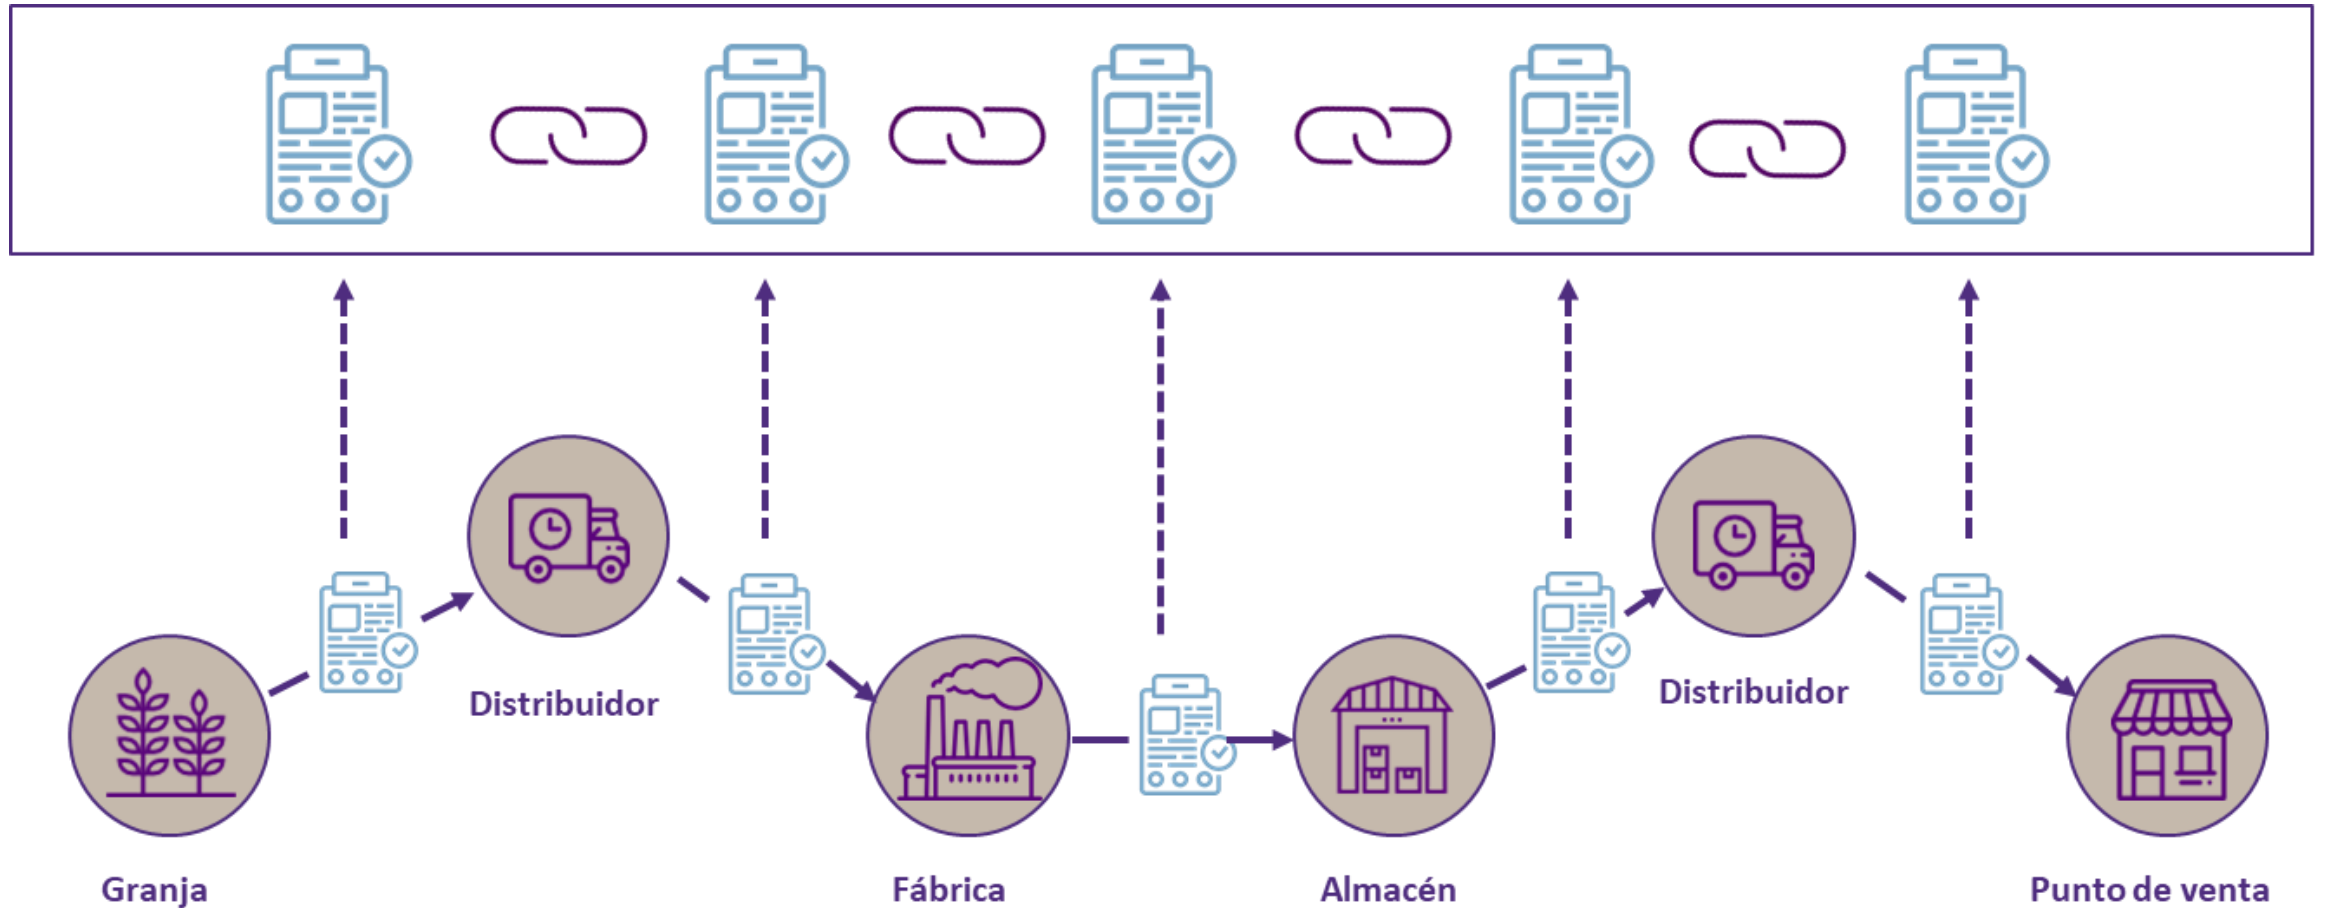 Distribuidor
Distribuidor
Granja
Fábrica
Almacén
Punto de venta